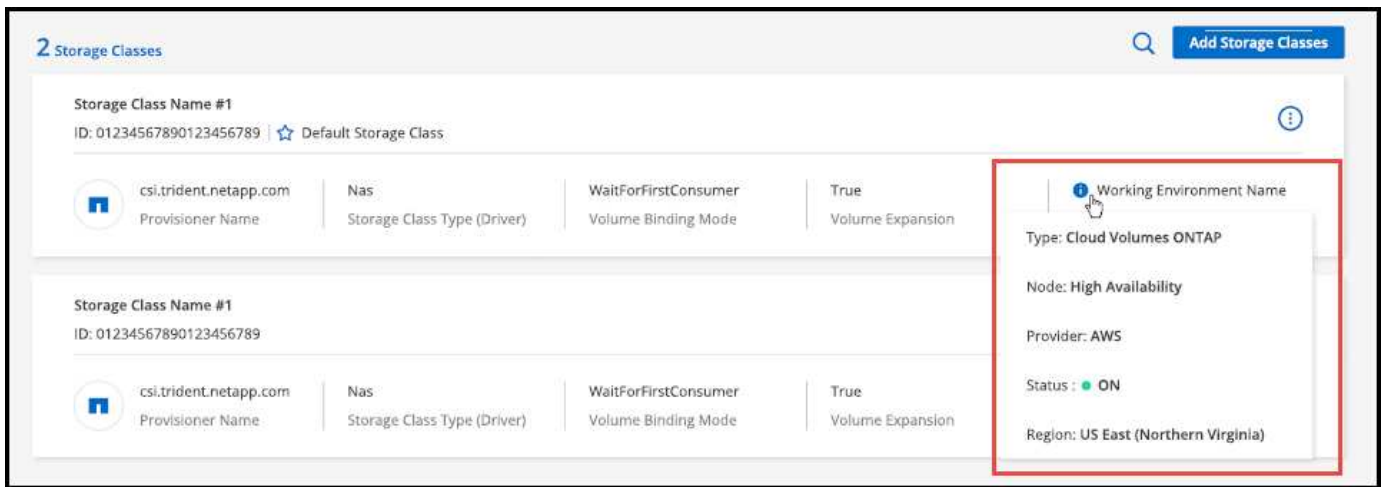 2 Storage Classes
Add Storage Classes
Storage Class Name #1
ID: 01234567890123456789 Default Storage Class
csi.trident.netapp.com Nas WaitForFirstConsumer True Working Environment Name
Provisioner Name Storage Class Type (Driver) Volume Binding Mode Volume Expansion
Type: Cloud Volumes ONTAP
Node: High Availability
Provider: AWS
Status : ON
Region: US East (Northern Virginia)
Storage Class Name #1
ID: 01234567890123456789
csi.trident.netapp.com Nas WaitForFirstConsumer True
Provisioner Name Storage Class Type (Driver) Volume Binding Mode Volume Expansion